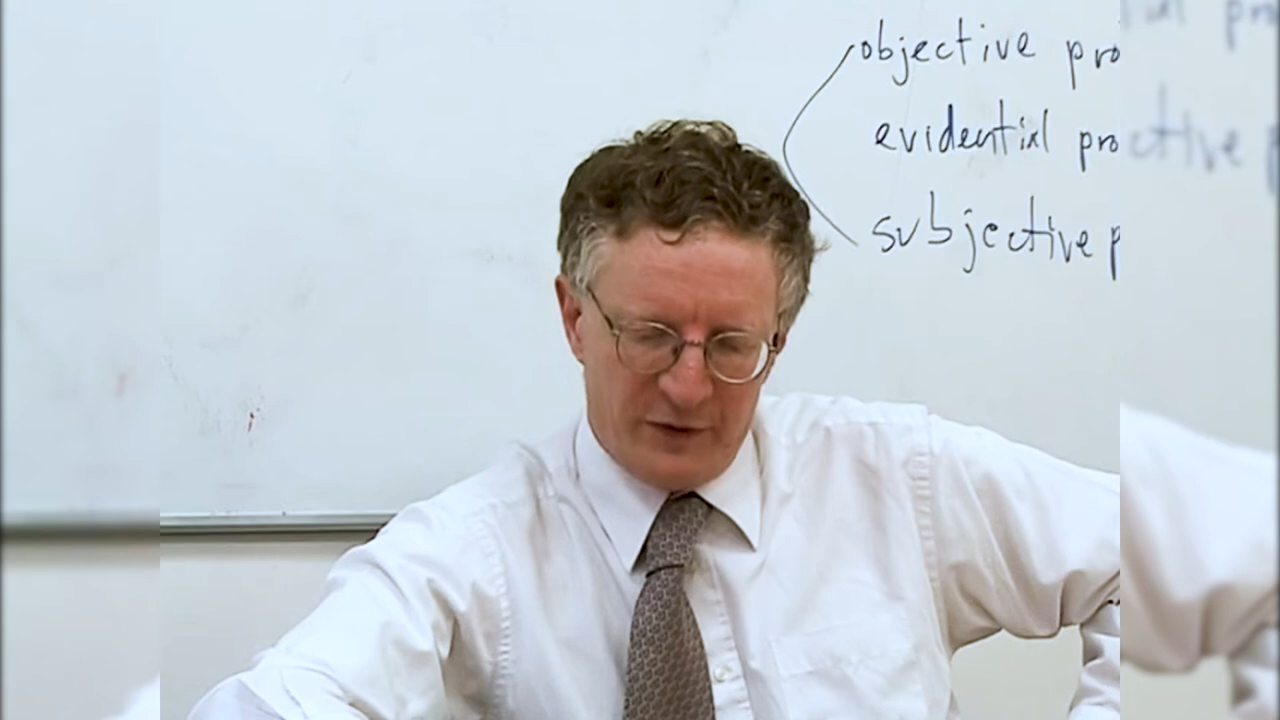 objective pro
evidential pro
subjective p